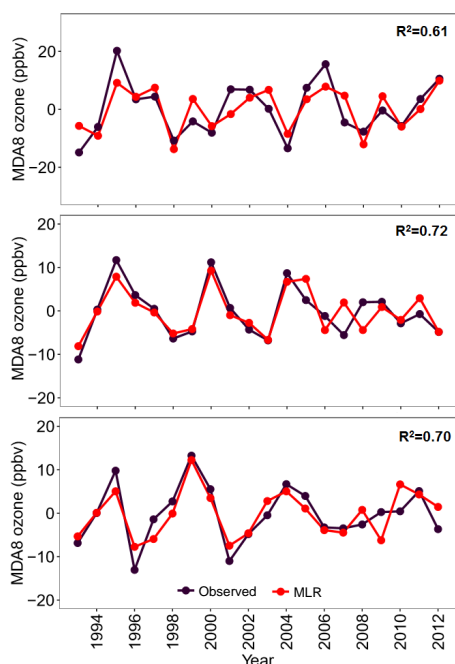 R²=0.61
MDA8 ozone (ppbv)
20
0
−20
R²=0.72
MDA8 ozone (ppbv)
20
10
0
−10
−20
R²=0.70
MDA8 ozone (ppbv)
20
10
0
−10
−20
Observed MLR
1994 1996 1998 2000 2002 2004 2006 2008 2010 2012
Year